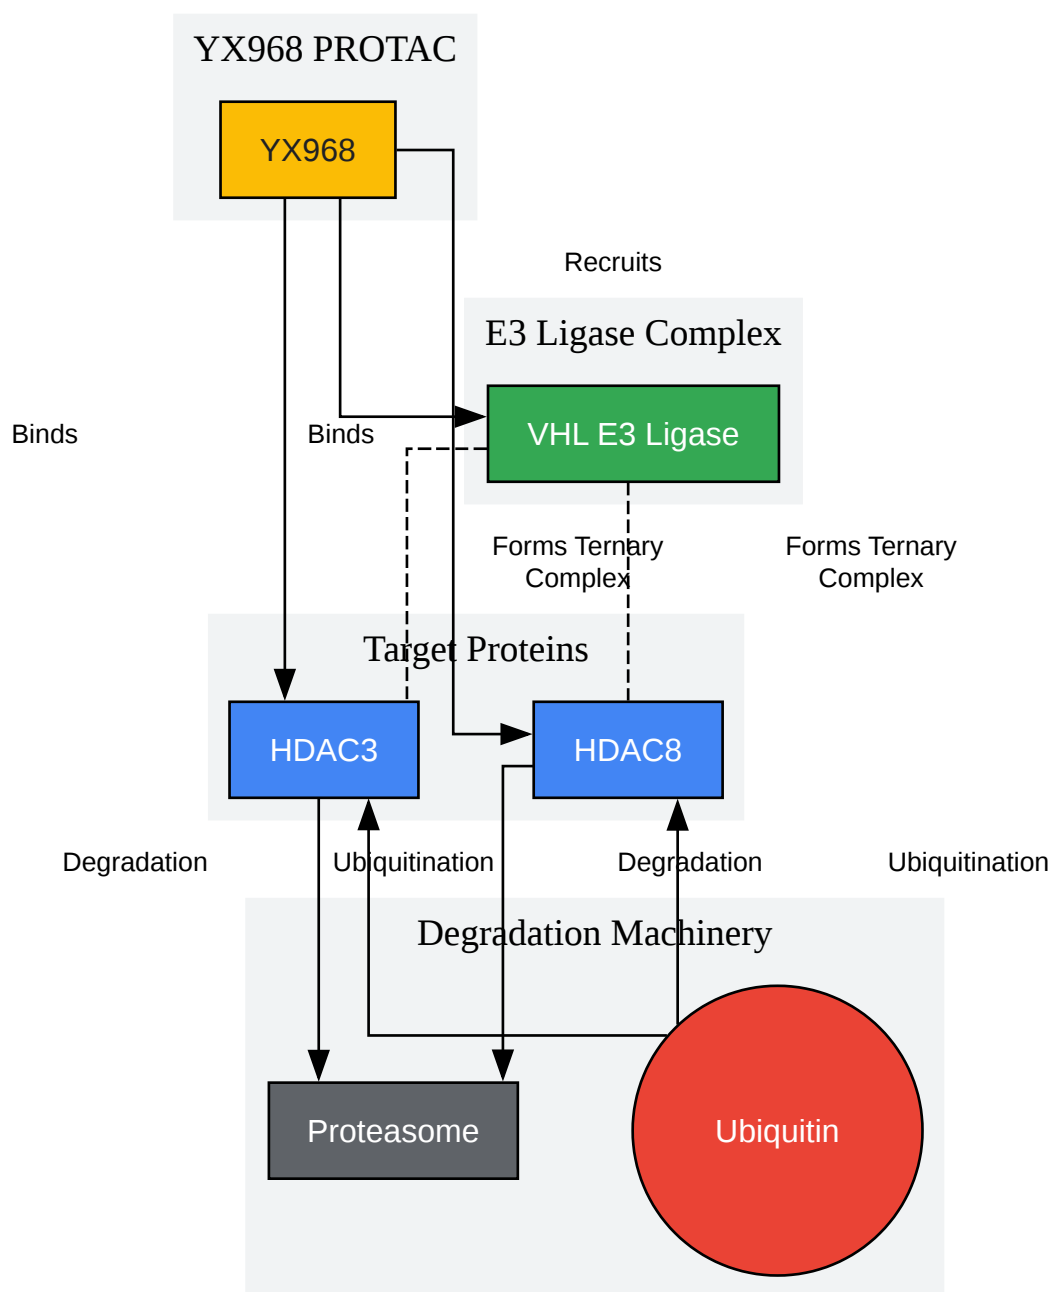 YX968 PROTAC
YX968
Recruits
E3 Ligase Complex
VHL E3 Ligase
Binds
Binds
Forms Ternary
Complex
Forms Ternary
Complex
Target Proteins
HDAC3
HDAC8
Degradation
Ubiquitination
Degradation
Ubiquitination
Degradation Machinery
Proteasome
Ubiquitin